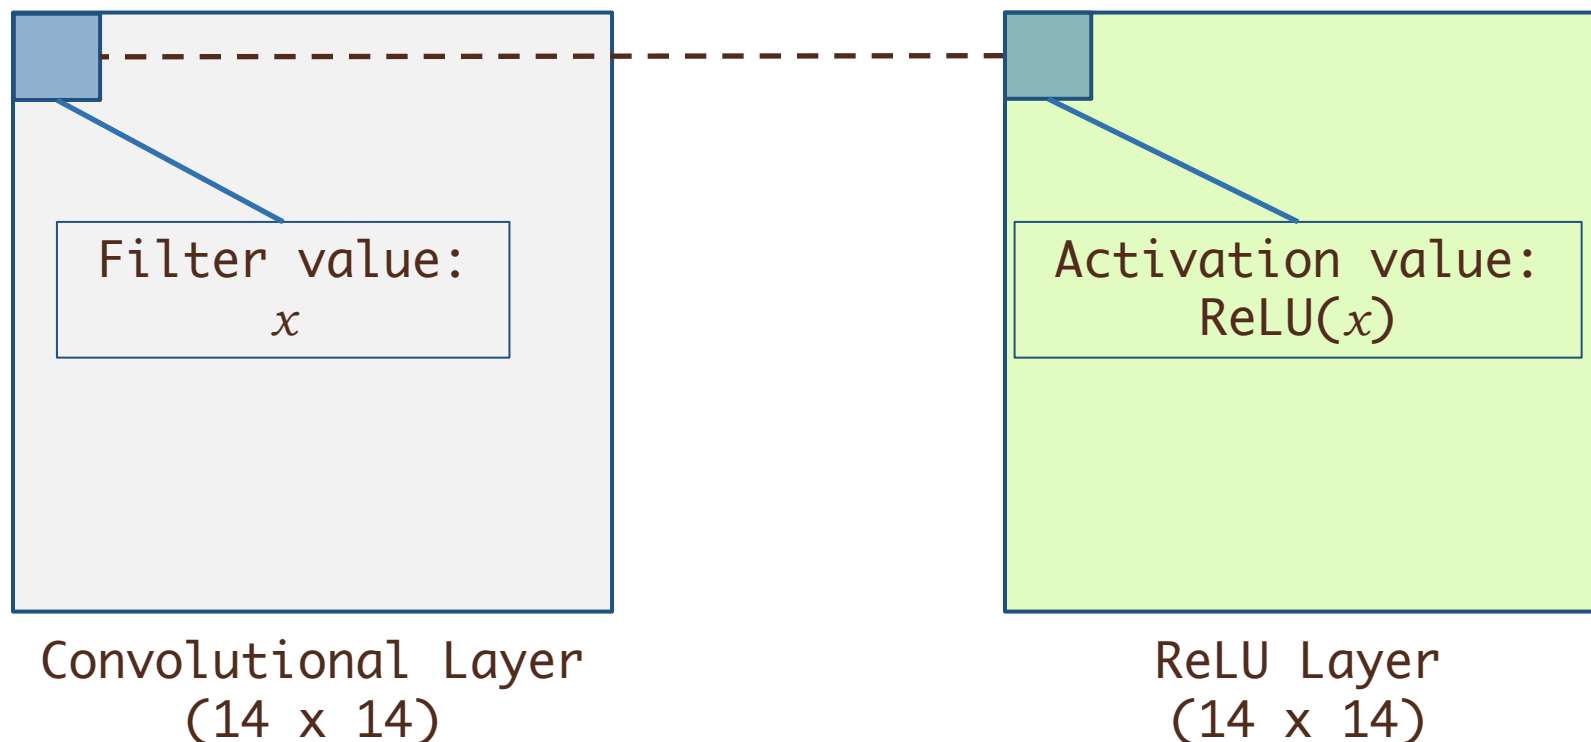 Filter value:
x
Activation value:
ReLU(x)
Convolutional Layer
(14 x 14)
ReLU Layer
(14 x 14)